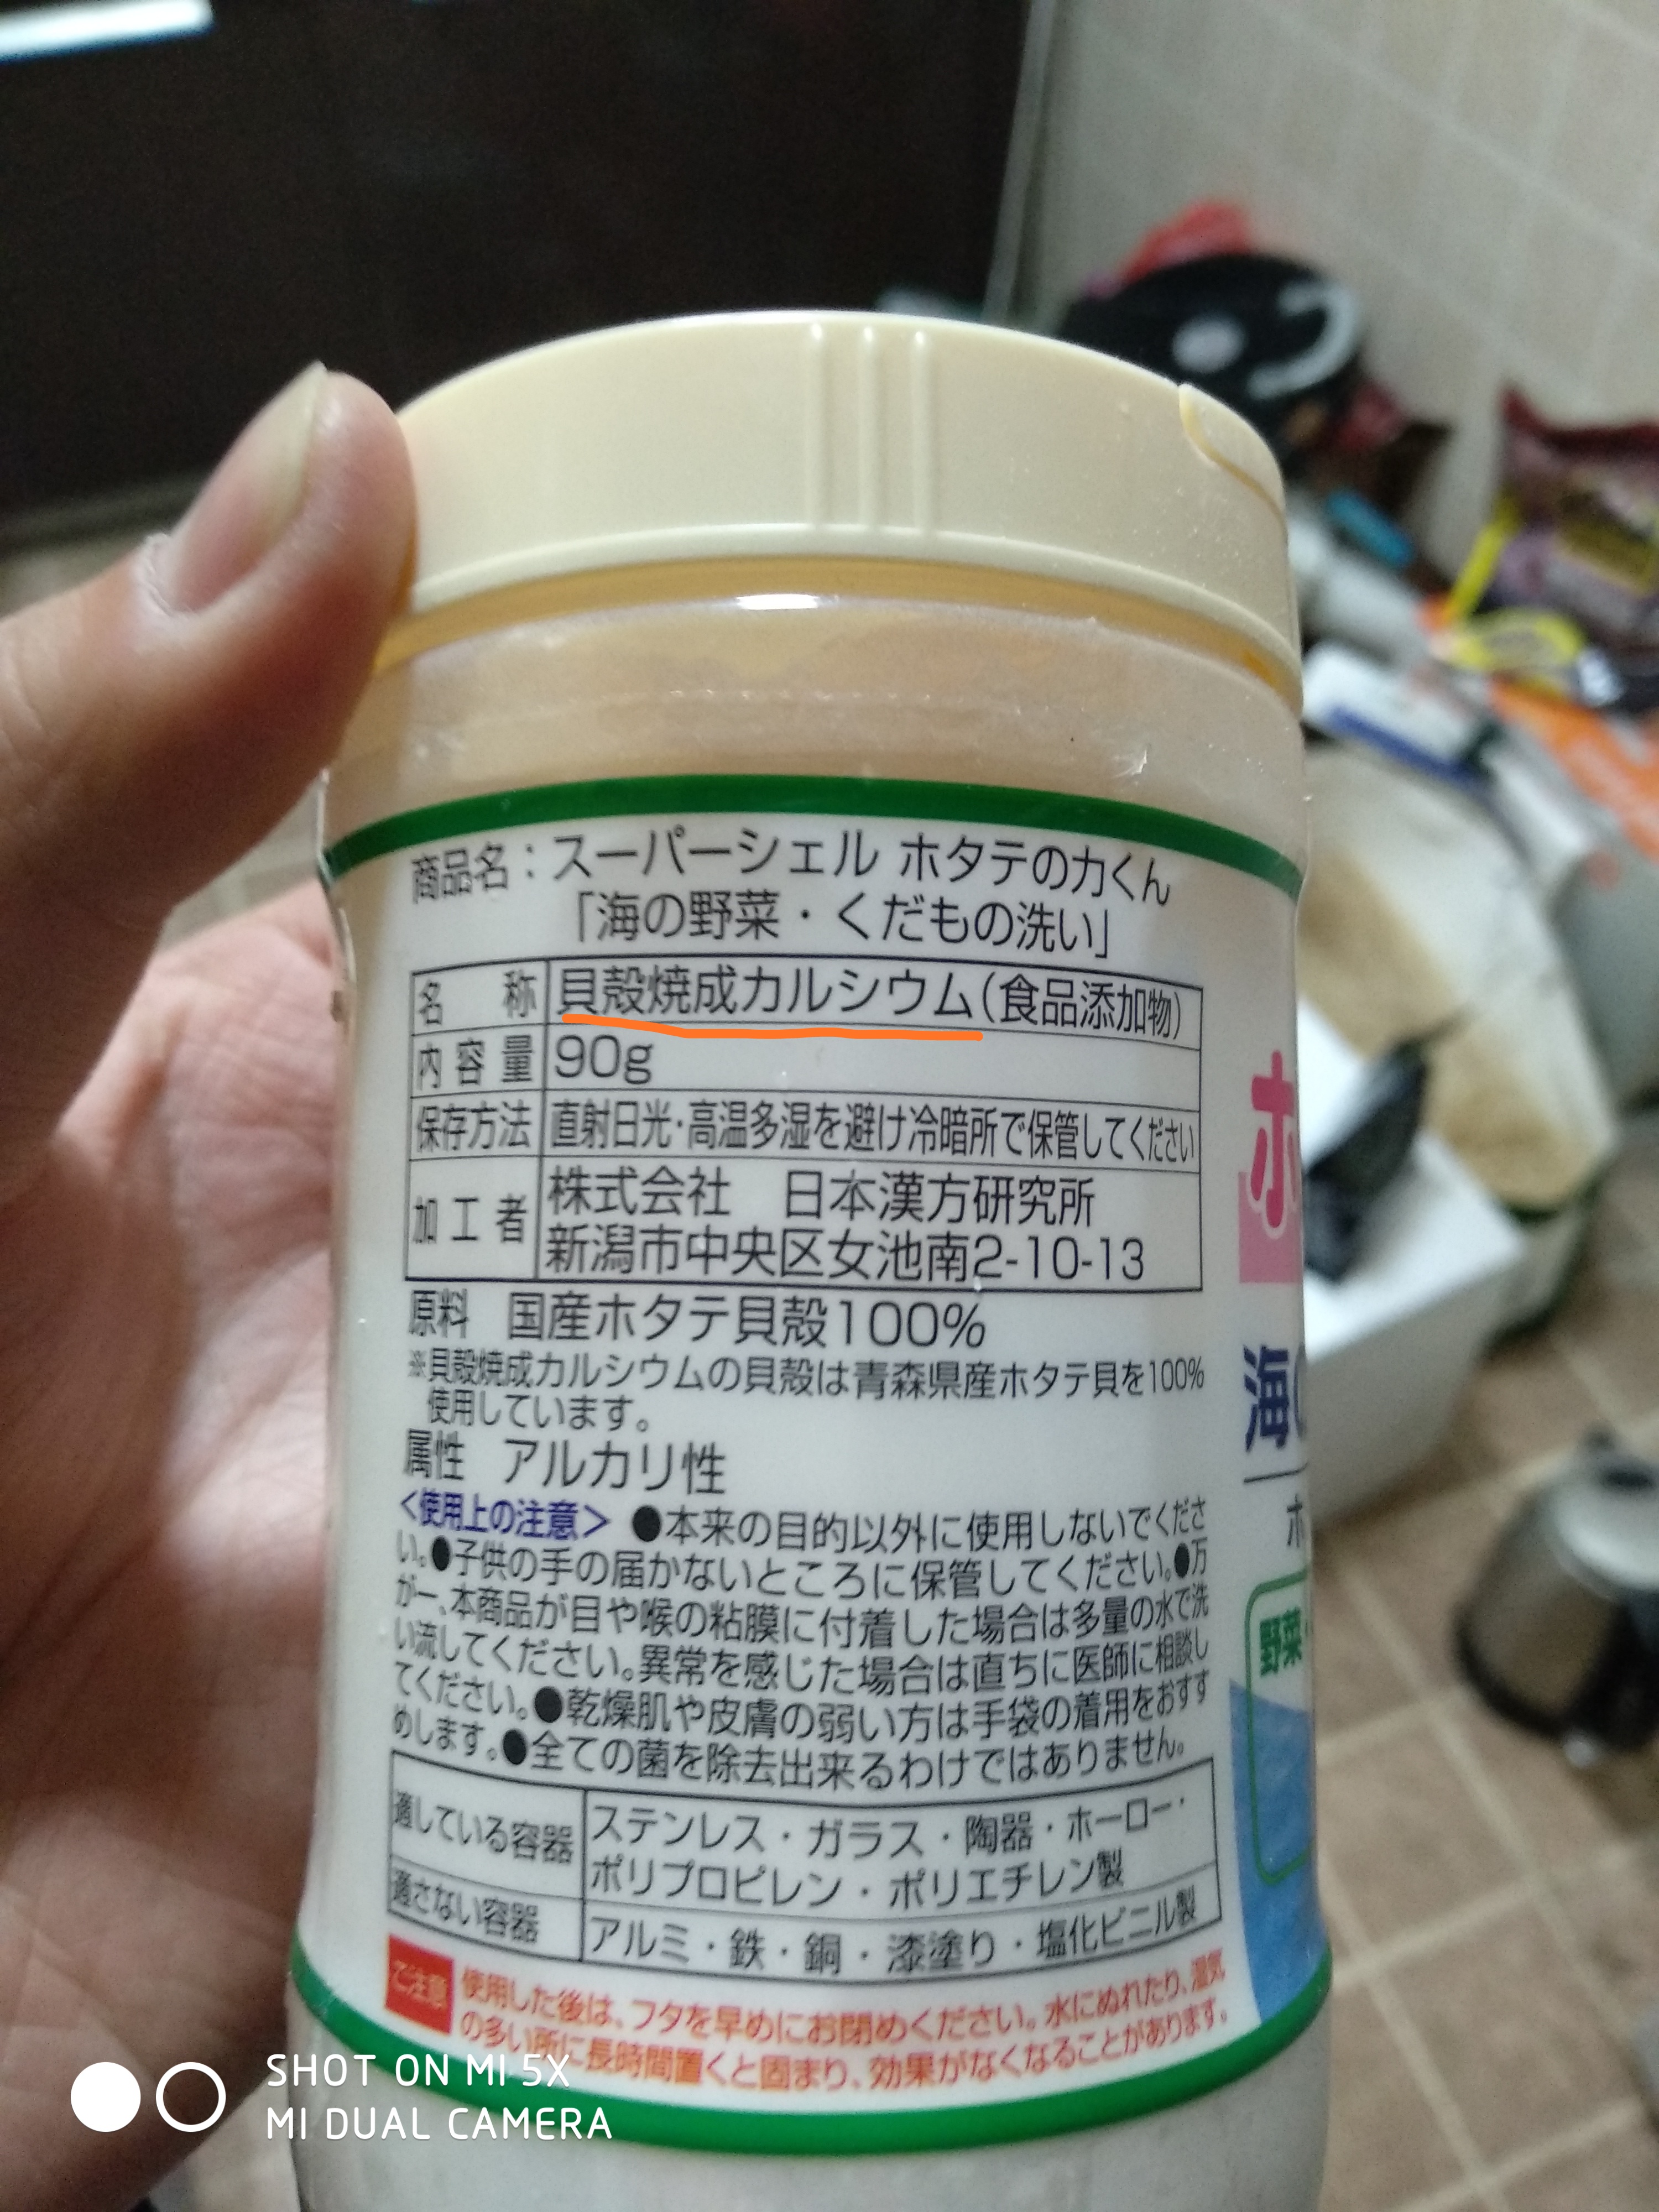 商品名：スーパーシェル ホタテの力くん
「海の野菜・くだもの洗い」
名称 貝殻焼成カルシウム(食品添加物)
内容量 90g
保存方法 直射日光・高温多湿を避け冷暗所で保管してください
加工者 株式会社 日本漢方研究所
新潟市中央区女池南2-10-13
原料 国産ホタテ貝殻100%
※貝殻焼成カルシウムの貝殻は青森県産ホタテ貝を100%
使用しています。
属性 アルカリ性
<使用上の注意> ●本来の目的以外に使用しないでくださ
い。●子供の手の届かないところに保管してください。●万
が一、本商品が目や喉の粘膜に付着した場合は多量の水で洗
い流してください。異常を感じた場合は直ちに医師に相談し
てください。●乾燥肌や皮膚の弱い方は手袋の着用をおすす
めします。●全ての菌を除去出来るわけではありません。
適している容器 ステンレス・ガラス・陶器・ホーロー・
ポリプロピレン・ポリエチレン製
適さない容器 アルミ・鉄・銅・漆塗り・塩化ビニル製
ご注意 使用した後は、フタを早めにお閉めください。水にぬれたり、湿気
の多い所に長時間置くと固まり、効果がなくなることがあります。
ホ
海
ホ
野菜・
SHOT ON MI 5X
MI DUAL CAMERA